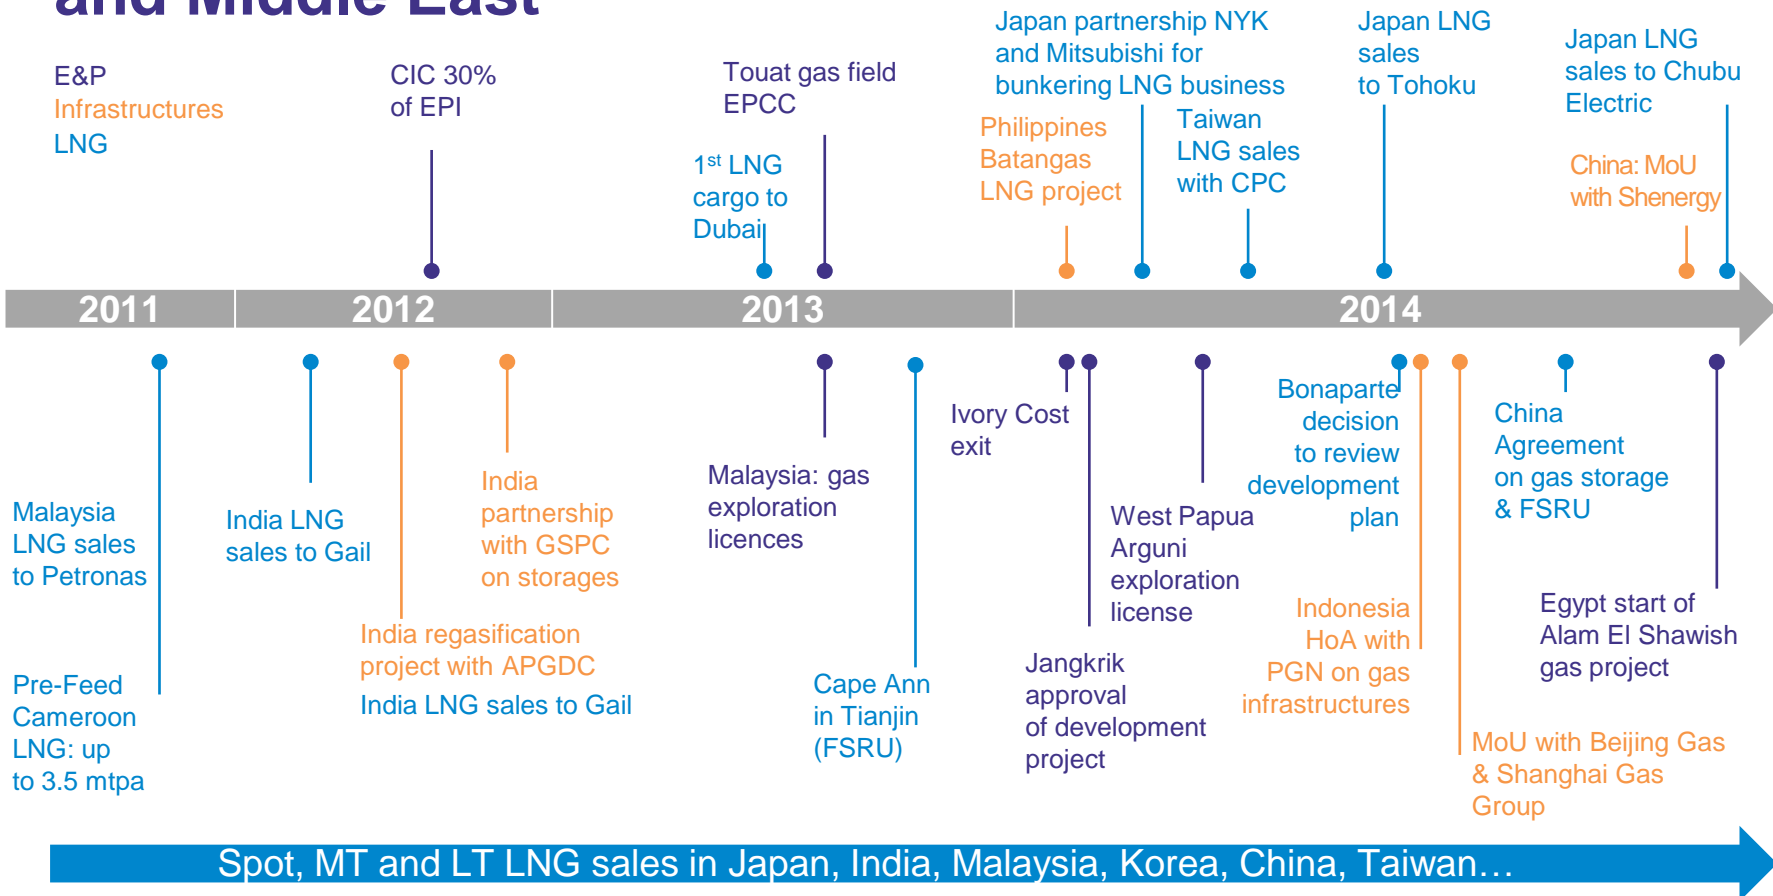 and Middle East
E&P
Infrastructures
LNG
CIC 30%
of EPI
Touat gas field
EPCC
1st LNG
cargo to
Dubai
Japan partnership NYK
and Mitsubishi for
bunkering LNG business
Philippines
Batangas
LNG project
Taiwan
LNG sales
with CPC
Japan LNG
sales
to Tohoku
Japan LNG
sales to Chubu
Electric
China: MoU
with Shenergy
2011
2012
2013
2014
Malaysia
LNG sales
to Petronas
Pre-Feed
Cameroon
LNG: up
to 3.5 mtpa
India LNG
sales to Gail
India regasification
project with APGDC
India LNG sales to Gail
India
partnership
with GSPC
on storages
Malaysia: gas
exploration
licences
Cape Ann
in Tianjin
(FSRU)
Ivory Cost
exit
Jangkrik
approval
of development
project
West Papua
Arguni
exploration
license
Bonaparte
decision
to review
development
plan
Indonesia
HoA with
PGN on gas
infrastructures
MoU with Beijing Gas
& Shanghai Gas
Group
China
Agreement
on gas storage
& FSRU
Egypt start of
Alam El Shawish
gas project
Spot, MT and LT LNG sales in Japan, India, Malaysia, Korea, China, Taiwan…